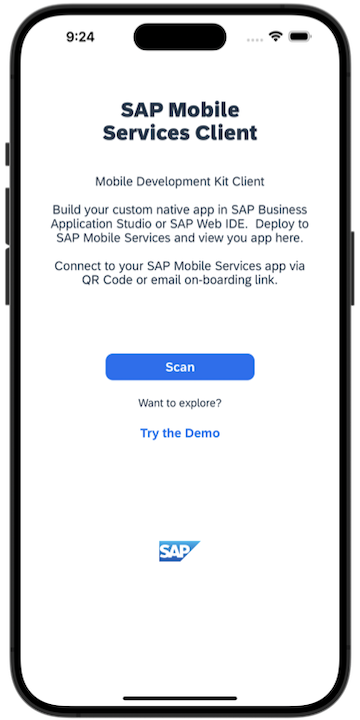 9:24
SAP Mobile
Services Client
Mobile Development Kit Client
Build your custom native app in SAP Business
Application Studio or SAP Web IDE. Deploy to
SAP Mobile Services and view you app here.
Connect to your SAP Mobile Services app via
QR Code or email on-boarding link.
Scan
Want to explore?
Try the Demo
SAP